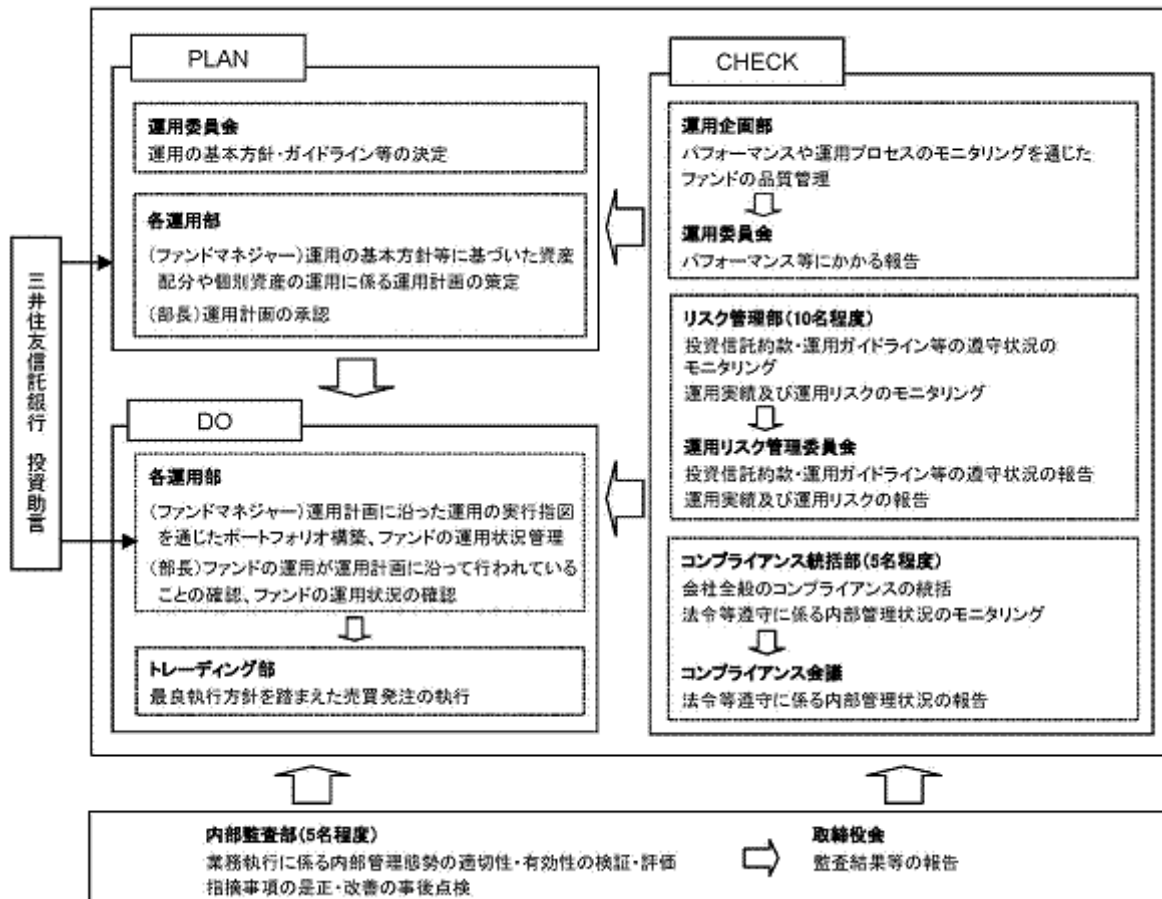 PLAN
運用委員会
運用の基本方針・ガイドライン等の決定
各運用部
(ファンドマネジャー)運用の基本方針等に基づいた資産
配分や個別資産の運用に係る運用計画の策定
(部長)運用計画の承認
三井住友信託銀行 投資助言
DO
各運用部
(ファンドマネジャー)運用計画に沿った運用の実行指図
を通じたポートフォリオ構築、ファンドの運用状況管理
(部長)ファンドの運用が運用計画に沿って行われている
ことの確認、ファンドの運用状況の確認
トレーディング部
最良執行方針を踏まえた売買発注の執行
CHECK
運用企画部
パフォーマンスや運用プロセスのモニタリングを通じた
ファンドの品質管理
運用委員会
パフォーマンス等にかかる報告
リスク管理部(10名程度)
投資信託約款・運用ガイドライン等の遵守状況の
モニタリング
運用実績及び運用リスクのモニタリング
運用リスク管理委員会
投資信託約款・運用ガイドライン等の遵守状況の報告
運用実績及び運用リスクの報告
コンプライアンス統括部(5名程度)
会社全般のコンプライアンスの統括
法令等遵守に係る内部管理状況のモニタリング
コンプライアンス会議
法令等遵守に係る内部管理状況の報告
内部監査部(5名程度)
業務執行に係る内部管理態勢の適切性・有効性の検証・評価
指摘事項の是正・改善の事後点検
取締役会
監査結果等の報告